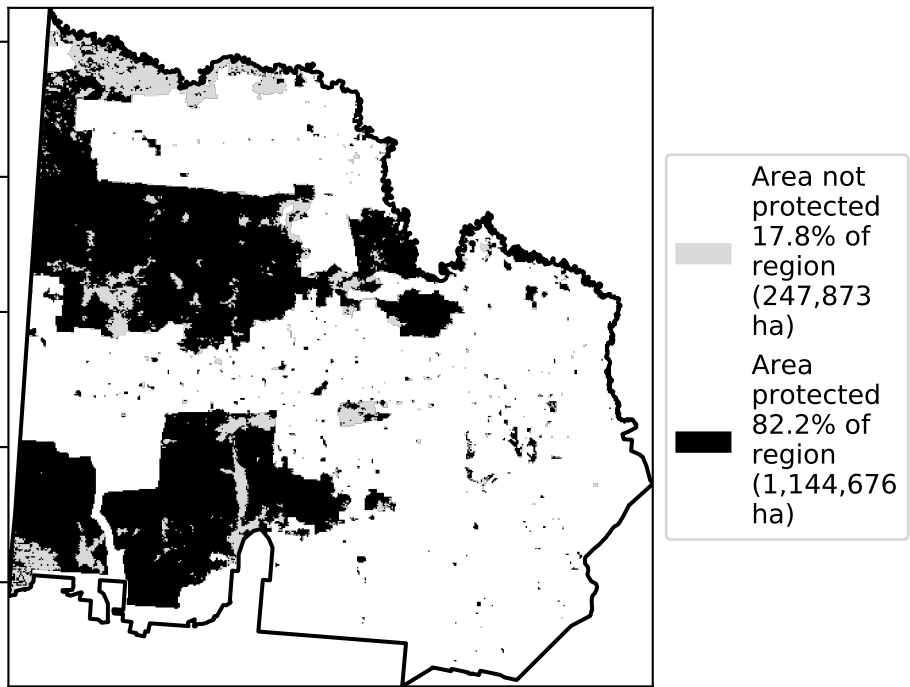 Area not
protected
17.8% of
region
(247,873
ha)
Area
protected
82.2% of
region
(1,144,676
ha)